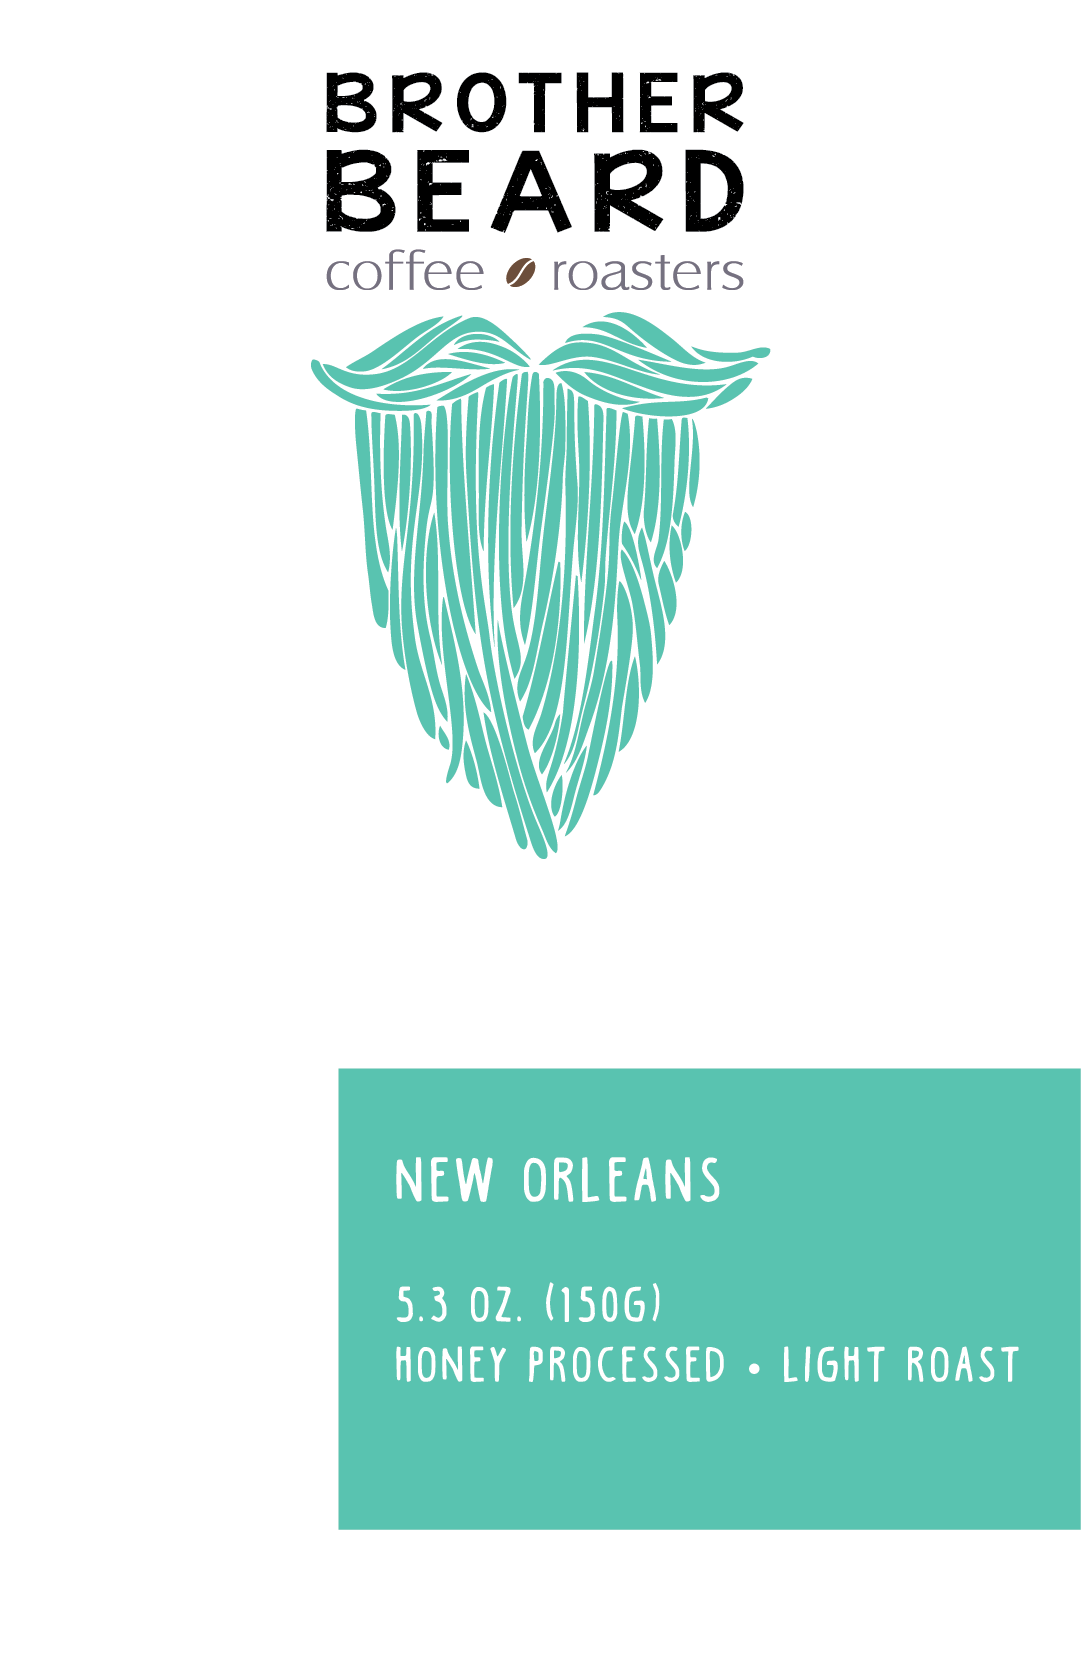 BROTHER
BEARD
coffee roasters
NEW ORLEANS
5.3 OZ. (150G)
HONEY PROCESSED • LIGHT ROAST